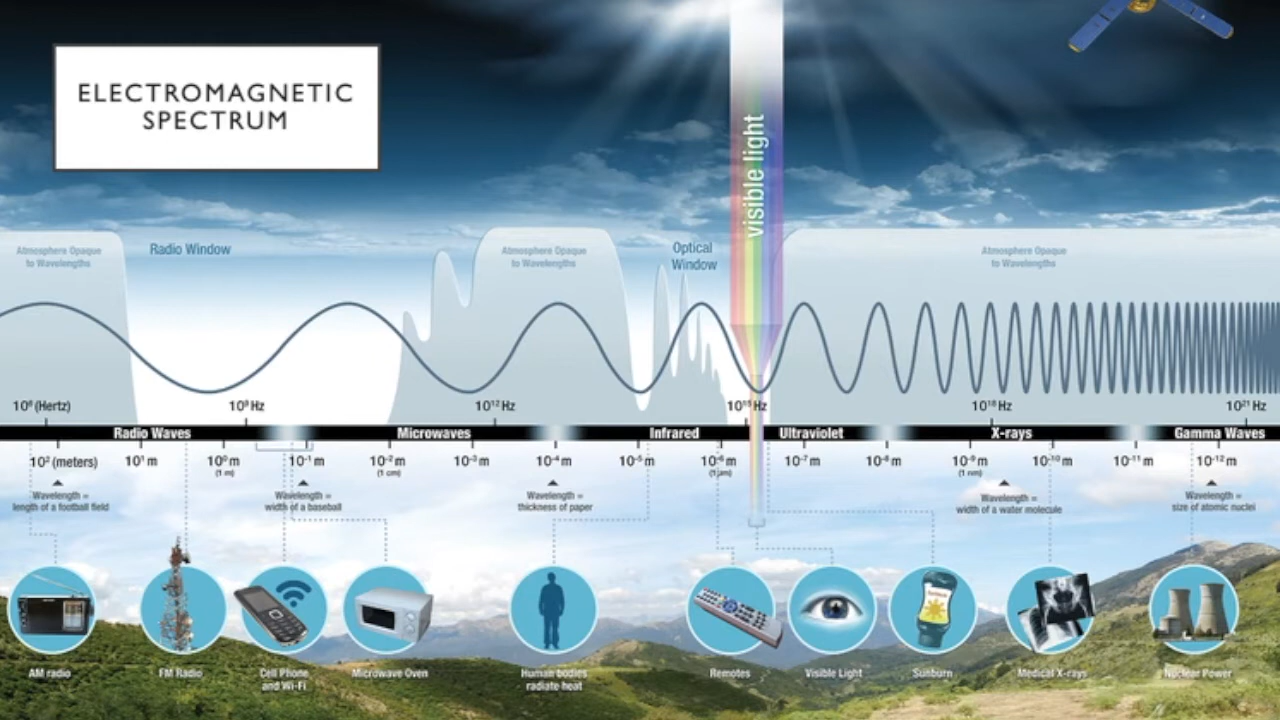 ELECTROMAGNETIC
SPECTRUM
visible light
Atmosphere Opaque
to Wavelengths
Radio Window
Atmosphere Opaque
to Wavelengths
Optical
Window
Atmosphere Opaque
to Wavelengths
10⁶ (Hertz)
10⁹ Hz
10¹² Hz
10¹⁵ Hz
10¹⁸ Hz
10²¹ Hz
Radio Waves
Microwaves
Infrared
Ultraviolet
X-rays
Gamma Waves
10² (meters)
10¹ m
10⁰ m
(1 m)
10⁻¹ m
10⁻² m
(1 cm)
10⁻³ m
10⁻⁴ m
10⁻⁵ m
10⁻⁶ m
(1μm)
10⁻⁷ m
10⁻⁸ m
10⁻⁹ m
(1 nm)
10⁻¹⁰ m
10⁻¹¹ m
10⁻¹² m
Wavelength =
length of a football field
Wavelength =
width of a baseball
Wavelength =
thickness of paper
Wavelength =
width of a water molecule
Wavelength =
size of atomic nuclei
AM radio
FM Radio
Cell Phone
and Wi-Fi
Microwave Oven
Human bodies
radiate heat
Remotes
Visible Light
Sunburn
Medical X-rays
Nuclear Power